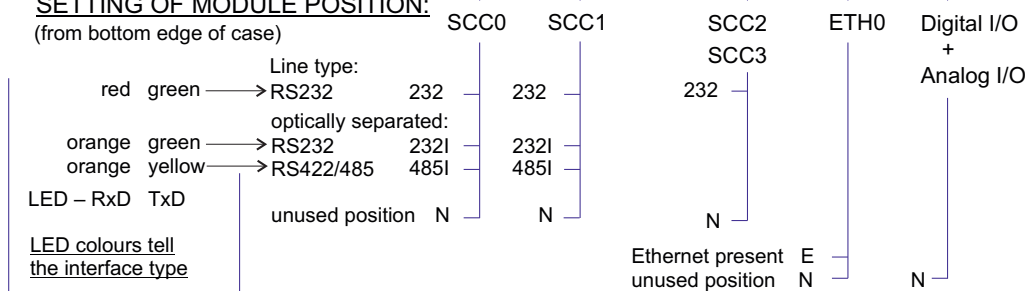 SETTING OF MODULE POSITION:
(from bottom edge of case)
SCC0 SCC1 SCC2 ETH0 Digital I/O
SCC3 +
Analog I/O
Line type:
red green RS232 232 232 232
optically separated:
orange green RS232 232I 232I
orange yellow RS422/485 485I 485I
LED – RxD TxD
unused position N N N
LED colours tell
the interface type
Ethernet present E
unused position N N